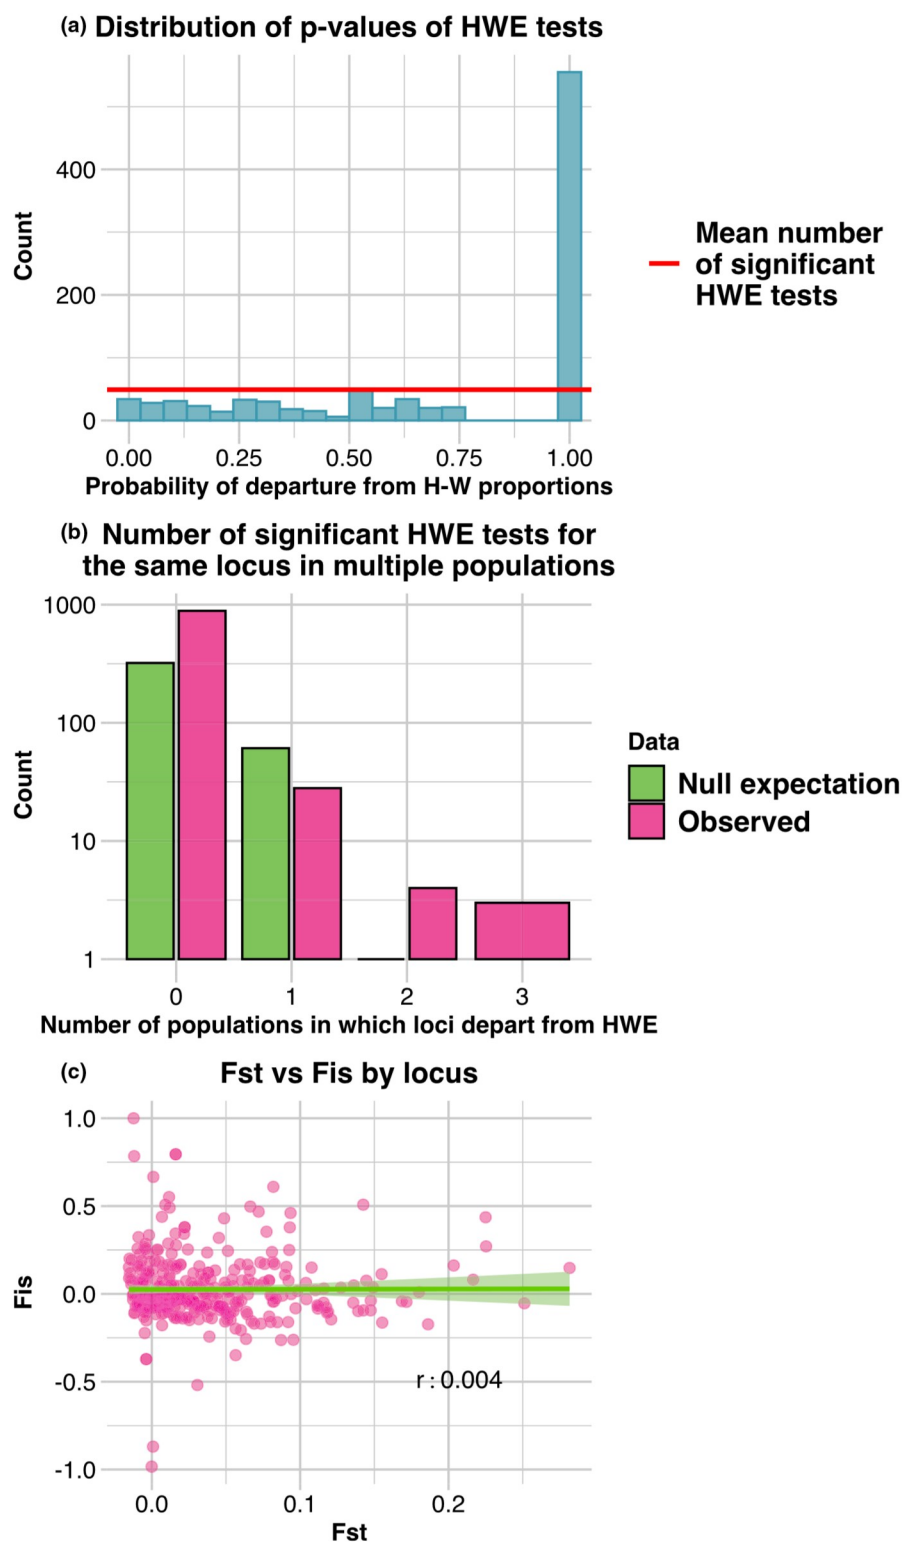 (a) Distribution of p-values of HWE tests
400
200
0
Count
0.00 0.25 0.50 0.75 1.00
Probability of departure from H-W proportions
Mean number
of significant
HWE tests
(b) Number of significant HWE tests for
the same locus in multiple populations
1000
100
10
1
Count
0 1 2 3
Number of populations in which loci depart from HWE
Data
Null expectation
Observed
(c) Fst vs Fis by locus
1.0
0.5
0.0
-0.5
-1.0
Fis
r : 0.004
0.0 0.1 0.2
Fst